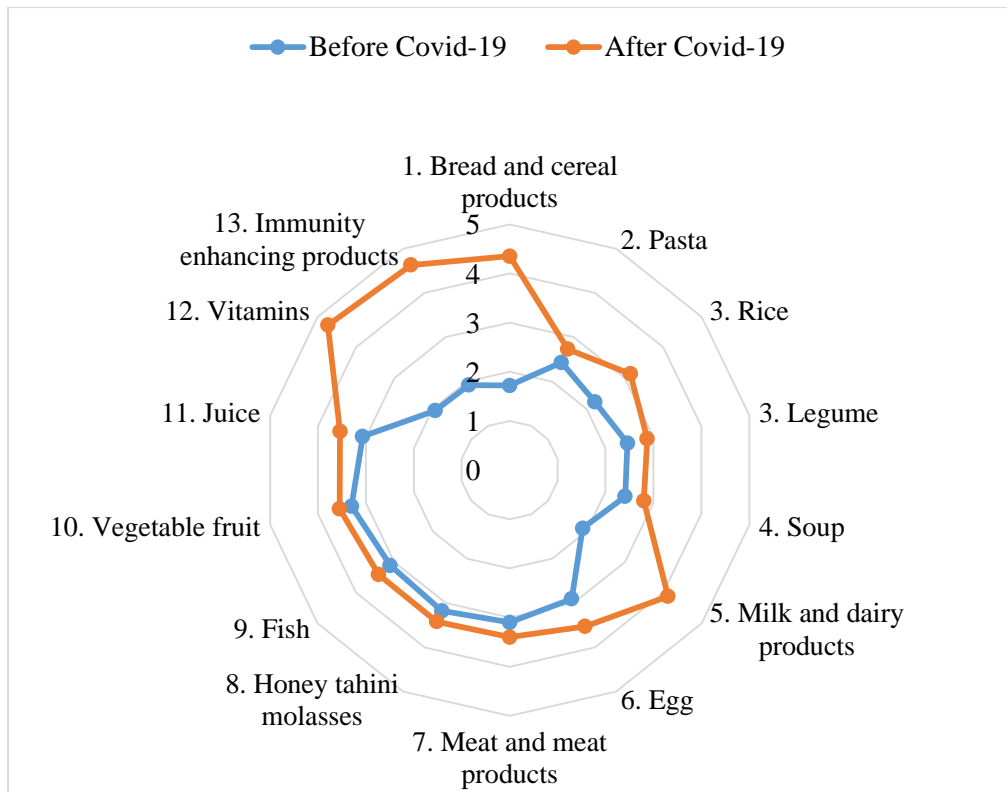 Before Covid-19
After Covid-19
1. Bread and cereal
products
2. Pasta
3. Rice
3. Legume
4. Soup
5. Milk and dairy
products
6. Egg
7. Meat and meat
products
8. Honey tahini
molasses
9. Fish
10. Vegetable fruit
11. Juice
12. Vitamins
13. Immunity
enhancing products
5
4
3
2
1
0